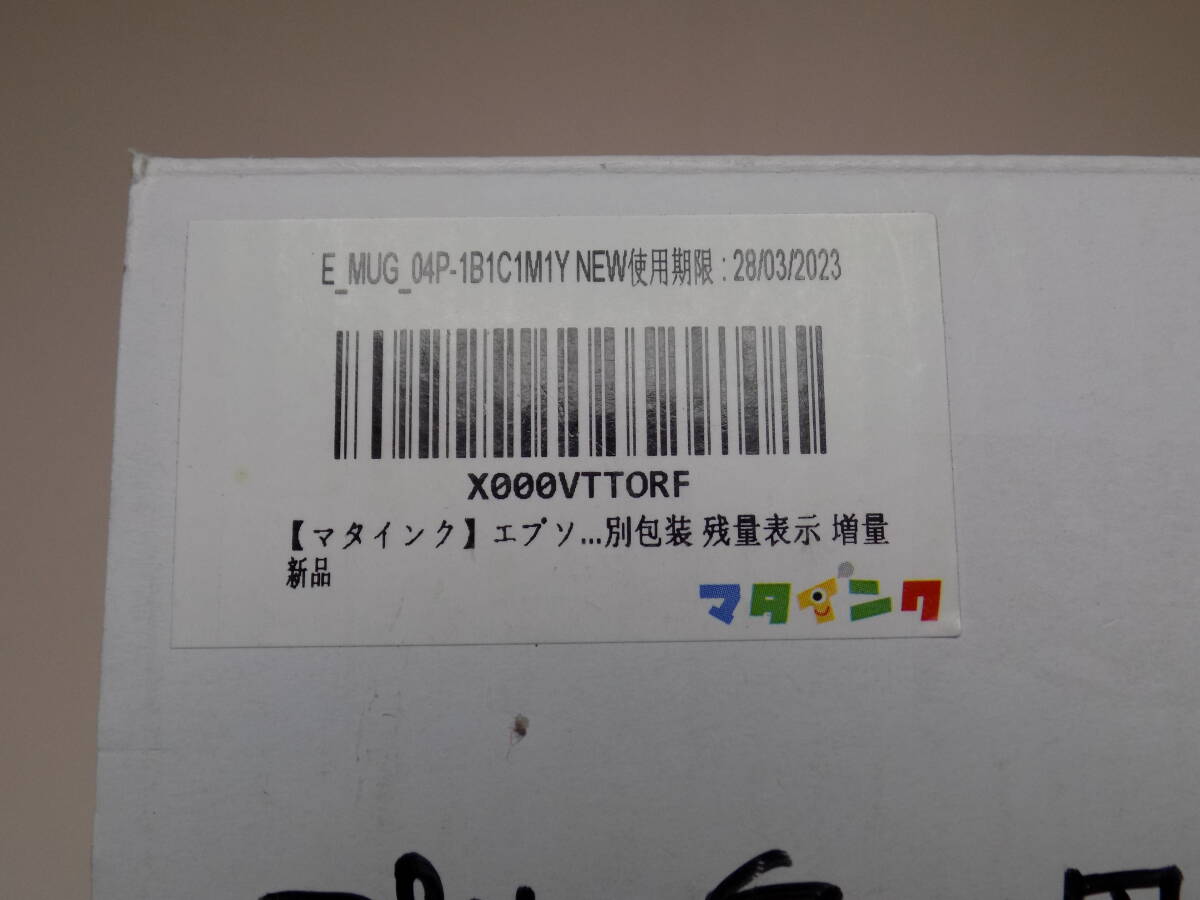 E_MUG_04P-1B1C1M1Y NEW使用期限 : 28/03/2023
X000VTTORF
【マタインク】エプソ...別包装 残量表示 増量
新品
マタインク